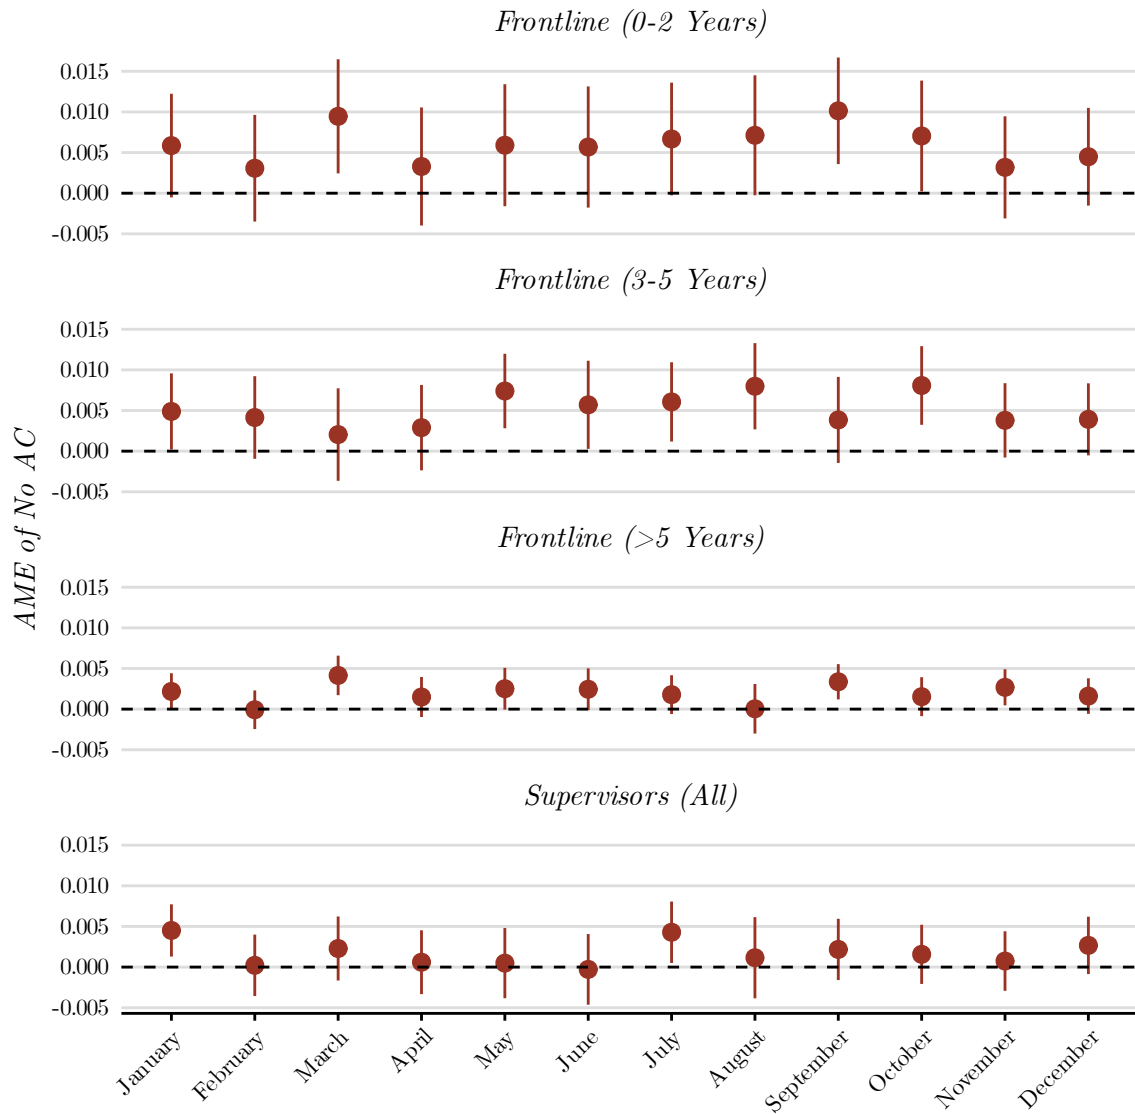 Frontline (0-2 Years)
0.015
0.010
0.005
0.000
-0.005
Frontline (3-5 Years)
0.015
0.010
0.005
0.000
-0.005
AME of No AC
Frontline (>5 Years)
0.015
0.010
0.005
0.000
-0.005
Supervisors (All)
0.015
0.010
0.005
0.000
-0.005
January
February
March
April
May
June
July
August
September
October
November
December